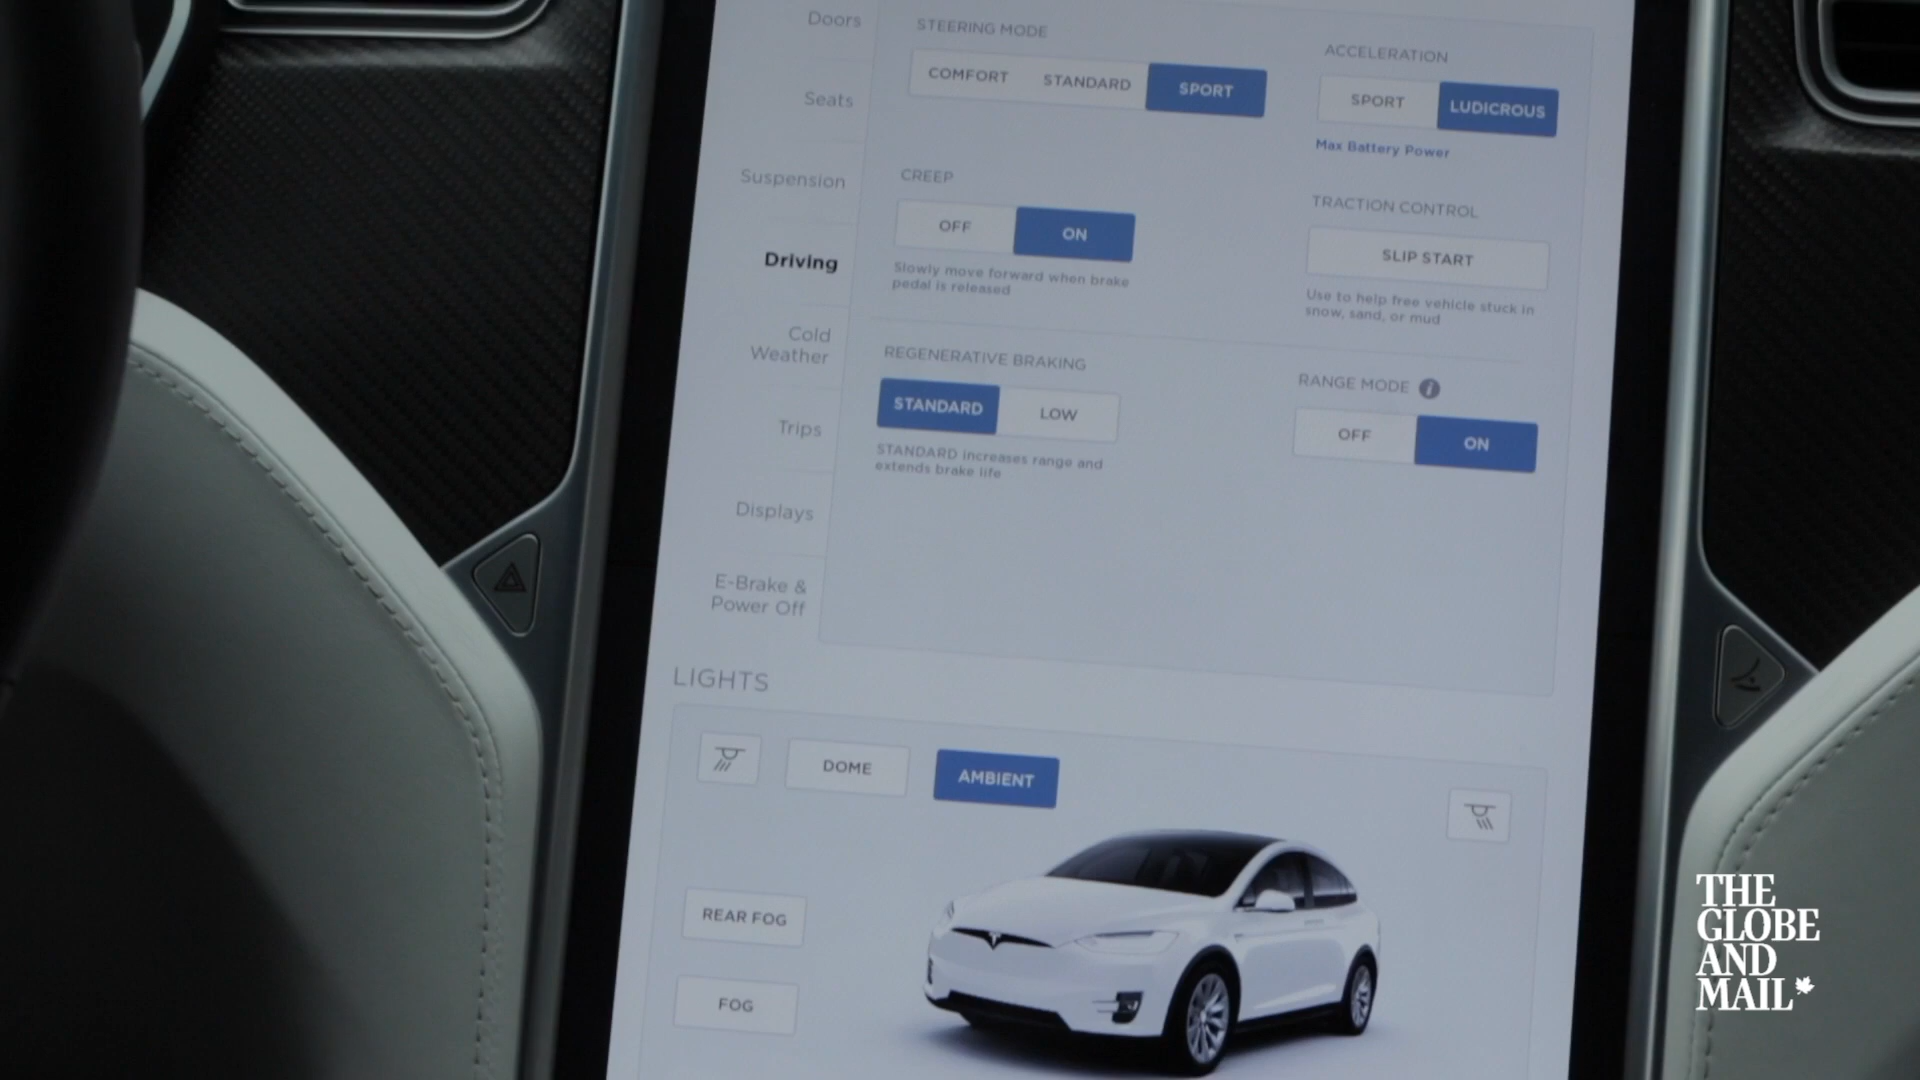 Doors
Seats
Suspension
Driving
Cold
Weather
Trips
Displays
E-Brake &
Power Off
STEERING MODE
COMFORT STANDARD SPORT
ACCELERATION
SPORT LUDICROUS
Max Battery Power
CREEP
OFF ON
Slowly move forward when brake
pedal is released
TRACTION CONTROL
SLIP START
Use to help free vehicle stuck in
snow, sand, or mud
REGENERATIVE BRAKING
STANDARD LOW
STANDARD increases range and
extends brake life
RANGE MODE i
OFF ON
LIGHTS
DOME AMBIENT
REAR FOG
FOG
THE
GLOBE
AND
MAIL